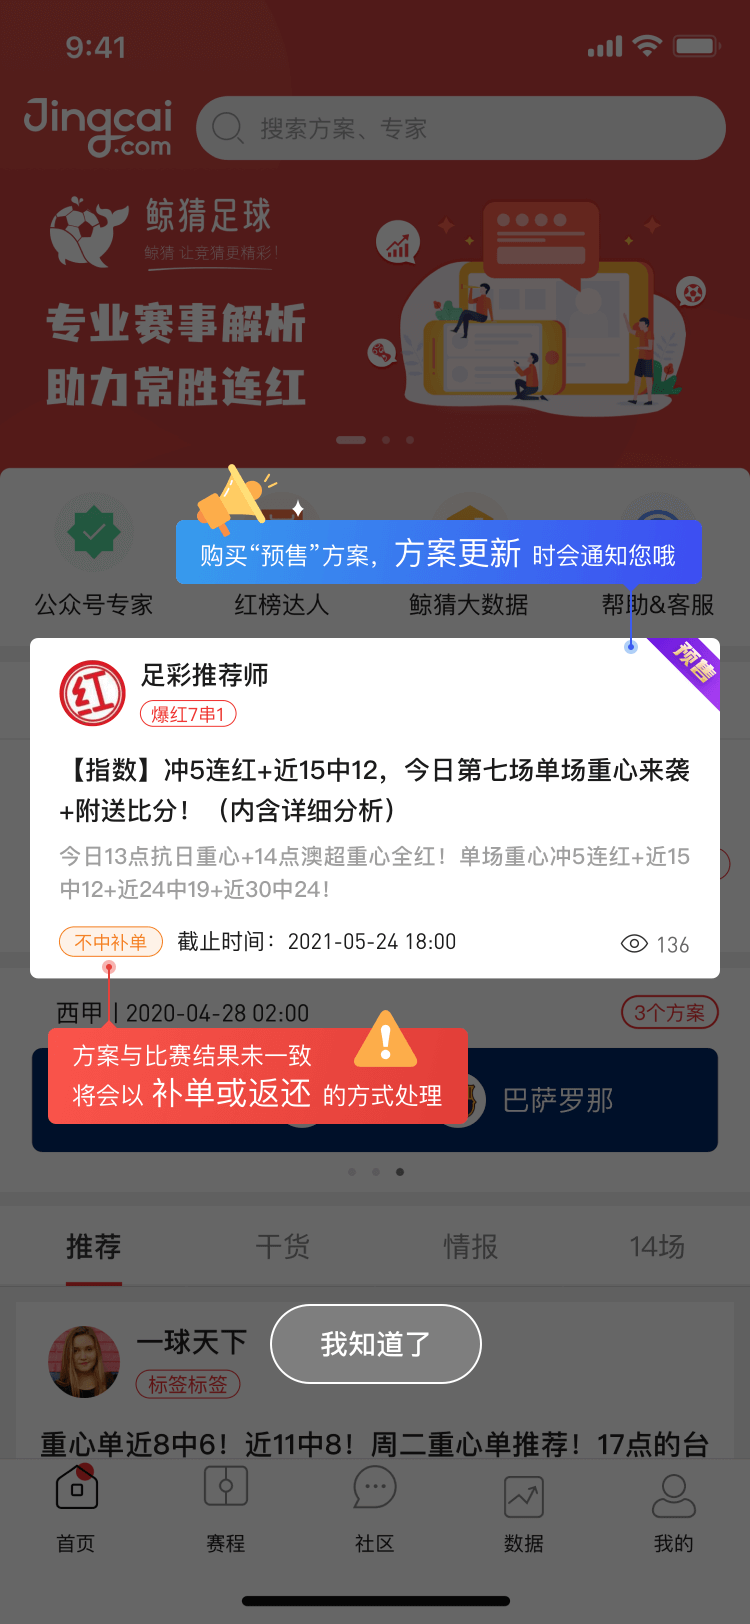 9:41
Jingcai
.com
搜索方案、专家
鲸猜足球
鲸猜 让竞猜更精彩！
专业赛事解析
助力常胜连红
购买“预售”方案，方案更新 时会通知您哦
公众号专家
红榜达人
鲸猜大数据
帮助&客服
预售
红
足彩推荐师
爆红7串1
【指数】冲5连红+近15中12，今日第七场单场重心来袭
+附送比分！（内含详细分析）
今日13点抗日重心+14点澳超重心全红！单场重心冲5连红+近15
中12+近24中19+近30中24！
不中补单
截止时间：2021-05-24 18:00
136
西甲 | 2020-04-28 02:00
3个方案
方案与比赛结果未一致
将会以 补单或返还 的方式处理
巴萨罗那
推荐
干货
情报
14场
一球天下
标签标签
我知道了
重心单近8中6！近11中8！周二重心单推荐！17点的台
首页
赛程
社区
数据
我的